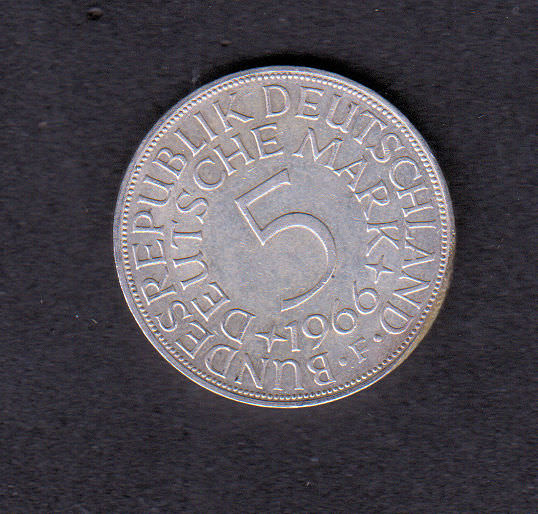 BUNDESREPUBLIK DEUTSCHLAND
· F ·
DEUTSCHE MARK
5
1966